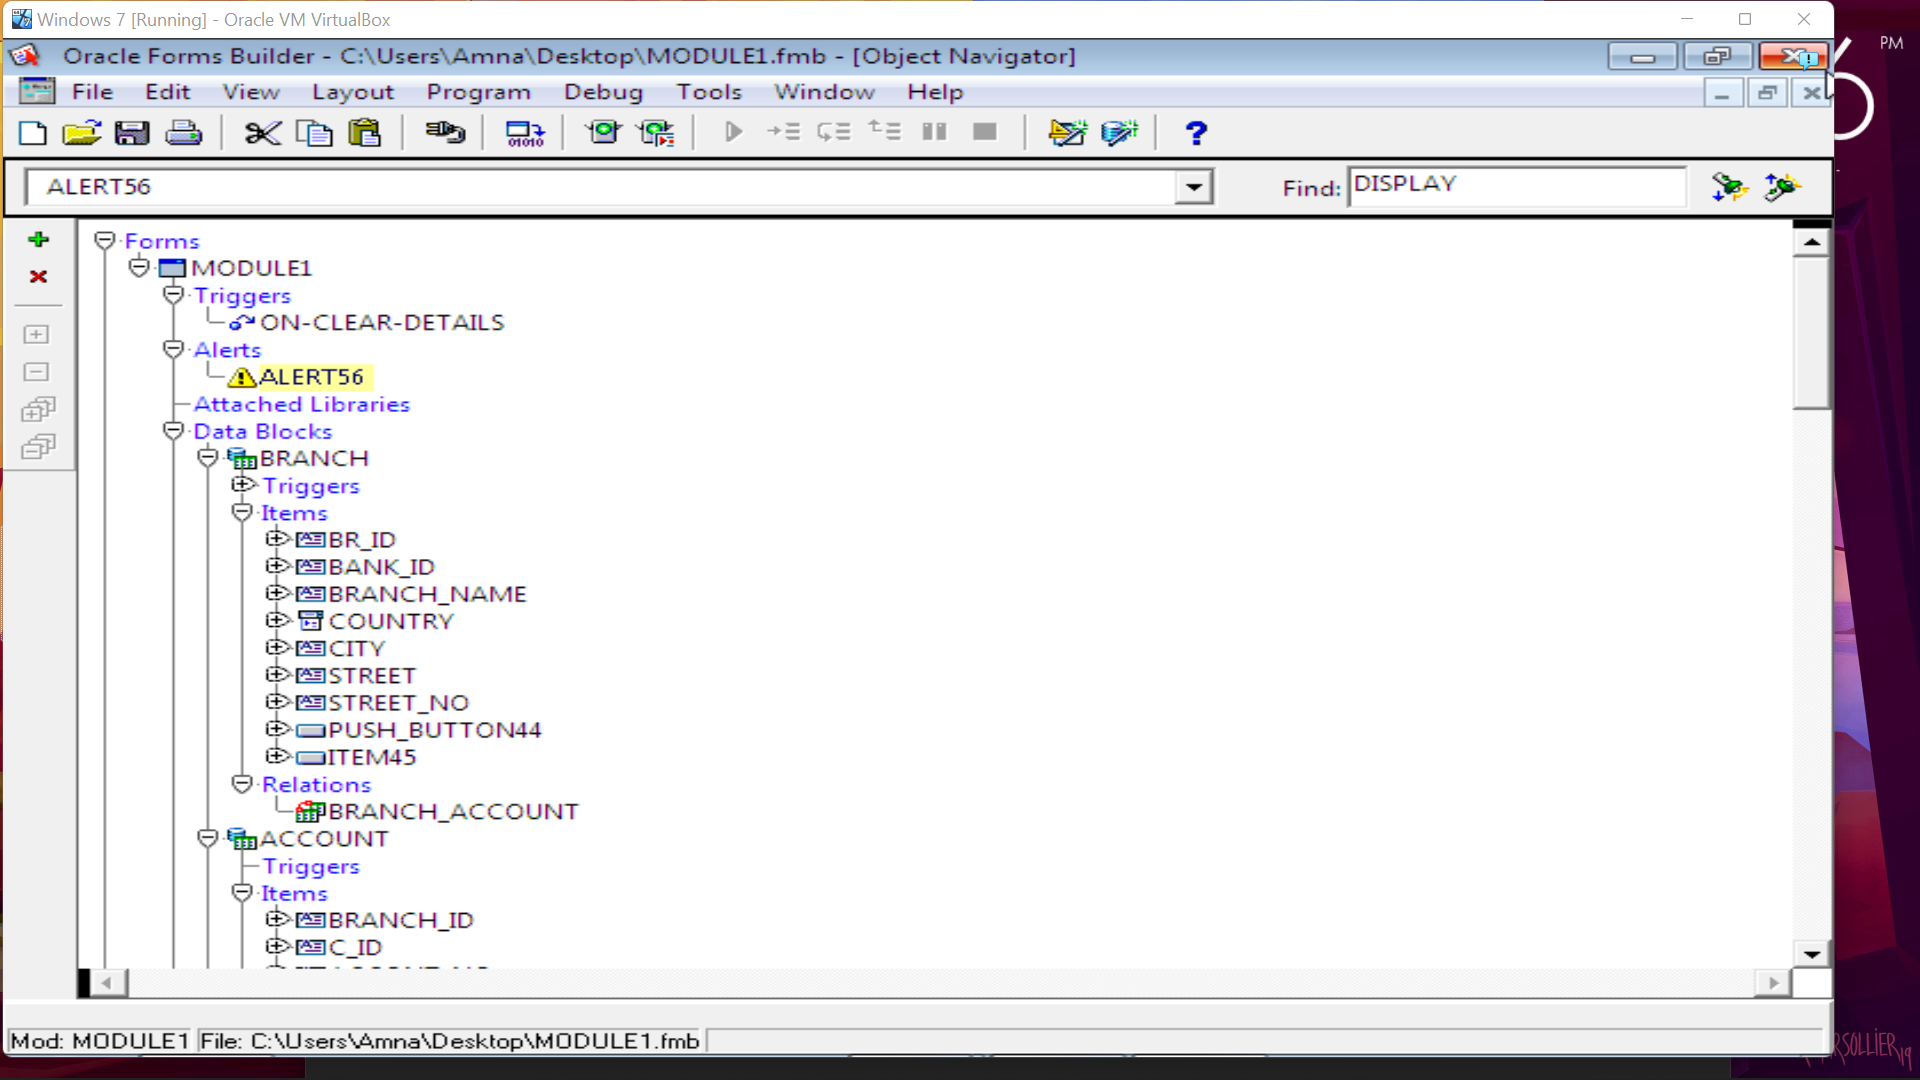 Windows 7 [Running] - Oracle VM VirtualBox
PM
Oracle Forms Builder - C:\Users\Amna\Desktop\MODULE1.fmb - [Object Navigator]
File Edit View Layout Program Debug Tools Window Help
01010
ALERT56
Find: DISPLAY
Forms
MODULE1
Triggers
ON-CLEAR-DETAILS
Alerts
ALERT56
Attached Libraries
Data Blocks
BRANCH
Triggers
Items
BR_ID
BANK_ID
BRANCH_NAME
COUNTRY
CITY
STREET
STREET_NO
PUSH_BUTTON44
ITEM45
Relations
BRANCH_ACCOUNT
ACCOUNT
Triggers
Items
BRANCH_ID
C_ID
Mod: MODULE1 File: C:\Users\Amna\Desktop\MODULE1.fmb